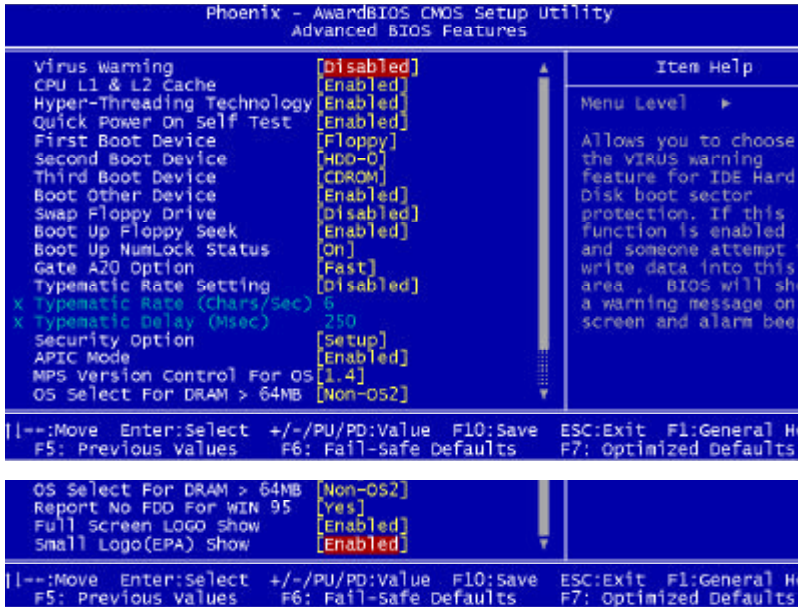 Phoenix - AwardBIOS CMOS Setup Utility
Advanced BIOS Features
Virus Warning [Disabled]
CPU L1 & L2 Cache [Enabled]
Hyper-Threading Technology [Enabled]
Quick Power On Self Test [Enabled]
First Boot Device [Floppy]
Second Boot Device [HDD-0]
Third Boot Device [CDROM]
Boot Other Device [Enabled]
Swap Floppy Drive [Disabled]
Boot Up Floppy Seek [Enabled]
Boot Up NumLock Status [On]
Gate A20 Option [Fast]
Typematic Rate Setting [Disabled]
x Typematic Rate (Chars/Sec) 6
x Typematic Delay (Msec) 250
Security Option [Setup]
APIC Mode [Enabled]
MPS Version Control For OS [1.4]
OS Select For DRAM > 64MB [Non-OS2]
Item Help
Menu Level ▶
Allows you to choose
the VIRUS warning
feature for IDE Hard
Disk boot sector
protection. If this
function is enabled
and someone attempt
write data into this
area , BIOS will sh
a warning message on
screen and alarm bee
:Move Enter:Select +/-/PU/PD:Value F10:Save ESC:Exit F1:General H
F5: Previous Values F6: Fail-Safe Defaults F7: Optimized Defaults
OS Select For DRAM > 64MB [Non-OS2]
Report No FDD For WIN 95 [Yes]
Full Screen LOGO Show [Enabled]
Small Logo(EPA) Show [Enabled]
:Move Enter:Select +/-/PU/PD:Value F10:Save ESC:Exit F1:General H
F5: Previous Values F6: Fail-Safe Defaults F7: Optimized Defaults